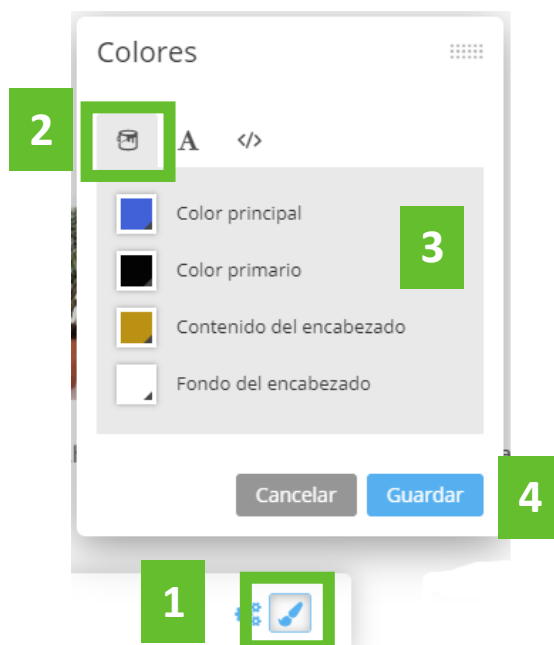 Colores
2
A </>
Color principal
3
Color primario
Contenido del encabezado
Fondo del encabezado
Cancelar Guardar 4
1